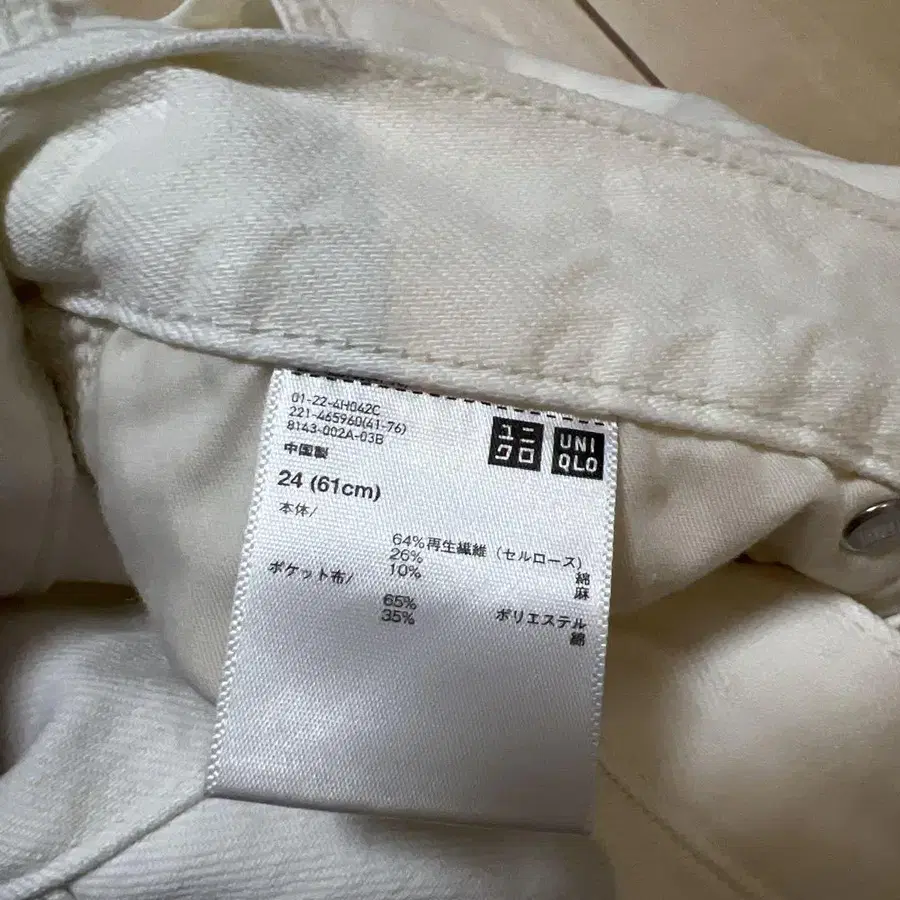 01-22-4H042C
221-465960(41-76)
8143-002A-03B
中国製
ユニ
クロ
UNI
QLO
24 (61cm)
本体/
64%再生繊維（セルロース）
26% 綿
10% 麻
ポケット布/
65% ポリエステル
35% 綿